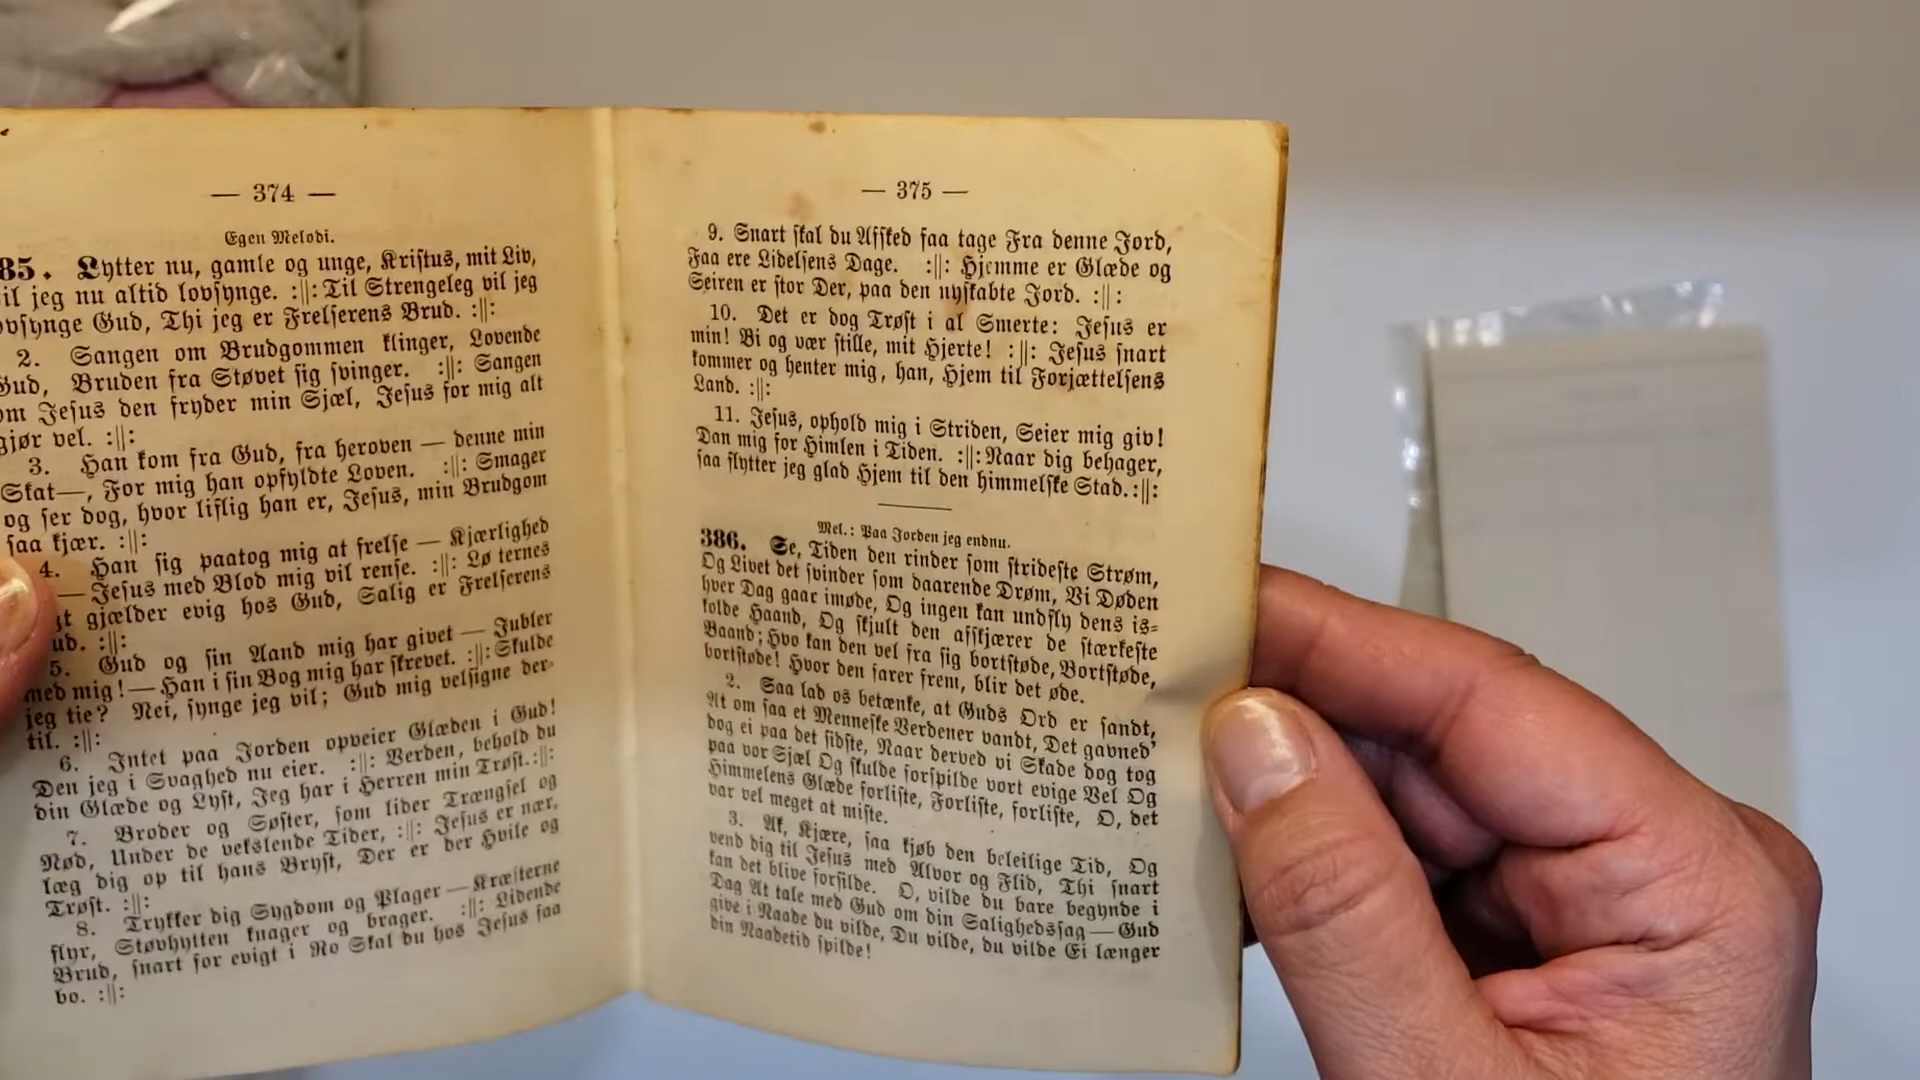 — 374 —
Egen Melodi.
85. Lytter nu, gamle og unge, Kristus, mit Liv,
il jeg nu altid lovsynge. :||: Til Strengeleg vil jeg
ovsynge Gud, Thi jeg er Frelserens Brud. :||:
2. Sangen om Brudgommen klinger, Lovende
Gud, Bruden fra Støvet sig svinger. :||: Sangen
om Jesus den fryder min Sjæl, Jesus for mig alt
gjør vel. :||:
3. Han kom fra Gud, fra heroven — denne min
Skat—, For mig han opfyldte Loven. :||: Smager
og ser dog, hvor liflig han er, Jesus, min Brudgom
saa kjær. :||:
4. Han sig paatog mig at frelse — Kjærlighed
— Jesus med Blod mig vil rense. :||: Lø ternes
gt gjælder evig hos Gud, Salig er Frelserens
ud. :||:
5. Gud og sin Aand mig har givet — Jubler
med mig! — Han i sin Bog mig har skrevet. :||: Skulde
jeg tie? Nei, synge jeg vil; Gud mig velsigne der-
til. :||:
6. Intet paa Jorden opveier Glæden i Gud!
Den jeg i Svaghed nu eier. :||: Verden, behold du
din Glæde og Lyst, Jeg har i Herren min Trøst. :||:
7. Broder og Søster, som lider Trængsel og
Nød, Under de vekslende Tider, :||: Jesus er nær,
læg dig op til hans Bryst, Der er der Hvile og
Trøst. :||:
8. Trykker dig Sygdom og Plager — Kræfterne
flyr, Støvhytten knager og brager. :||: Lidende
Brud, snart for evigt i Ro Skal du hos Jesus faa
bo. :||:
— 375 —
9. Snart skal du Afsked faa tage Fra denne Jord,
Faa ere Lidelsens Dage. :||: Hjemme er Glæde og
Seiren er stor Der, paa den nyskabte Jord. :||:
10. Det er dog Trøst i al Smerte: Jesus er
min! Bi og vær stille, mit Hjerte! :||: Jesus snart
kommer og henter mig, han, Hjem til Forjættelsens
Land. :||:
11. Jesus, ophold mig i Striden, Seier mig giv!
Dan mig for Himlen i Tiden. :||: Naar dig behager,
saa flytter jeg glad Hjem til den himmelske Stad. :||:
Mel.: Paa Jorden jeg endnu.
386. Se, Tiden den rinder som strideste Strøm,
Og Livet det svinder som daarende Drøm, Vi Døden
hver Dag gaar imøde, Og ingen kan undfly dens is-
kolde Haand, Og skjult den afskjærer de stærkeste
Baand; Hvo kan den vel fra sig bortstøde, Bortstøde,
bortstøde! Hvor den farer frem, blir det øde.
2. Saa lad os betænke, at Guds Ord er sandt,
At om saa et Menneske Verdener vandt, Det gavned'
dog ei paa det sidste, Naar derved vi Skade dog tog
paa vor Sjæl Og skulde forspilde vort evige Vel Og
Himmelens Glæde forliste, Forliste, forliste, O, det
var vel meget at miste.
3. Ak, Kjære, saa kjøb den beleilige Tid, Og
vend dig til Jesus med Alvor og Flid, Thi snart
kan det blive forsilde. O, vilde du bare begynde i
Dag At tale med Gud om din Salighedssag — Gud
give i Naade du vilde, Du vilde, du vilde Ei længer
din Naadetid spilde!